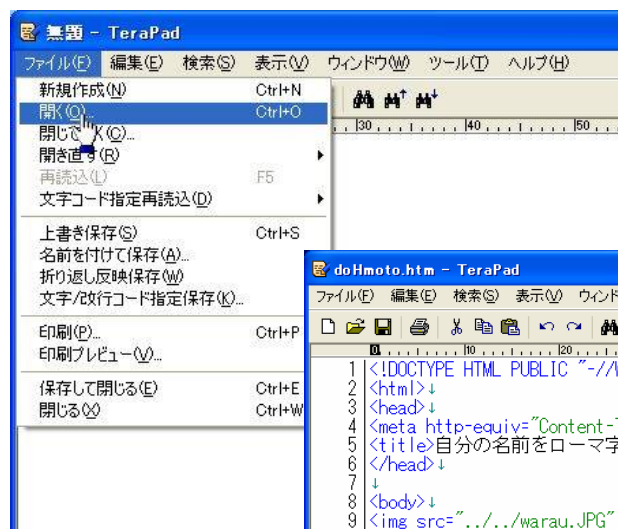 無題 - TeraPad
ファイル(F) 編集(E) 検索(S) 表示(V) ウィンドウ(W) ツール(T) ヘルプ(H)
新規作成(N) Ctrl+N
開く(O)... Ctrl+O
30 40 50
閉じて (C)...
開き直す(R)
再読込(L) F5
文字コード指定再読込(D)
上書き保存(S) Ctrl+S
名前を付けて保存(A)...
折り返し反映保存(W)
文字/改行コード指定保存(K)...
印刷(P)... Ctrl+P
印刷プレビュー(V)...
保存して閉じる(E) Ctrl+E
閉じる(X) Ctrl+W
doHmoto.htm - TeraPad
ファイル(F) 編集(E) 検索(S) 表示(V) ウィンド
0 10 20
1 <!DOCTYPE HTML PUBLIC "-//
2 <html>↓
3 <head>↓
4 <meta http-equiv="Content-
5 <title>自分の名前をローマ字
6 </head>↓
7 ↓
8 <body>↓
9 <img src="../../warau.JPG"